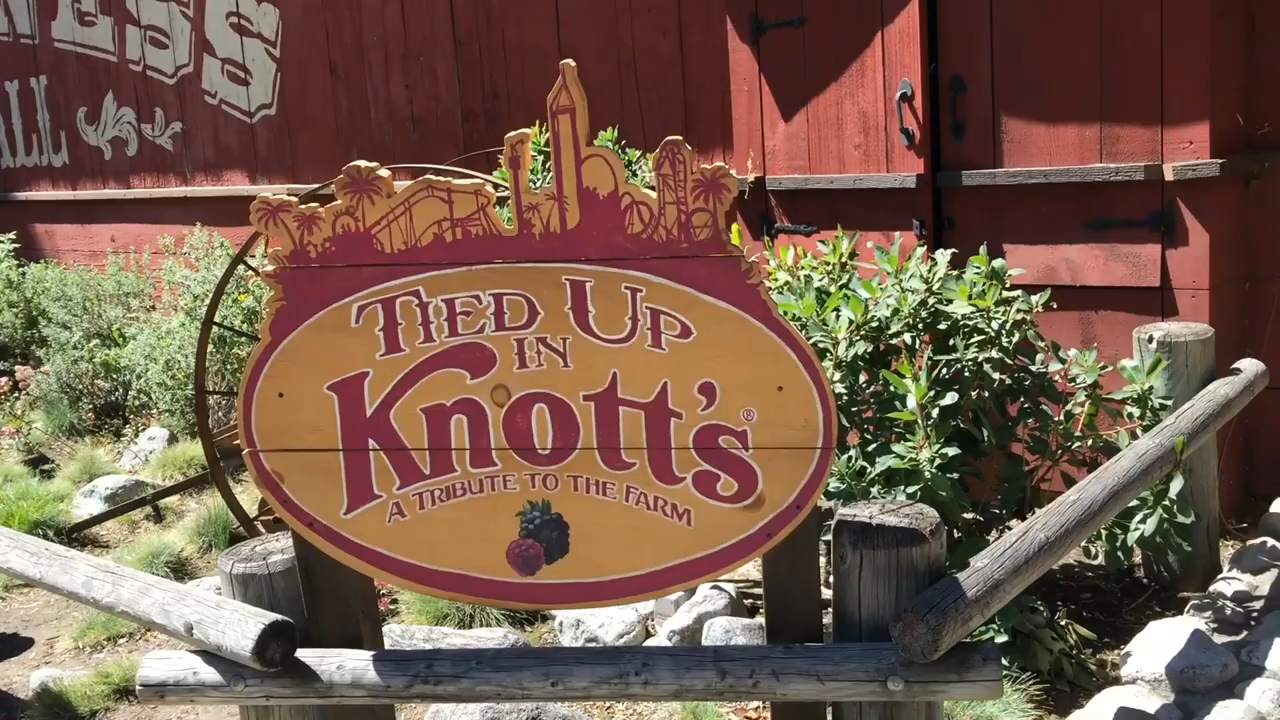 ALL
TIED UP
IN
Knott's®
A TRIBUTE TO THE FARM